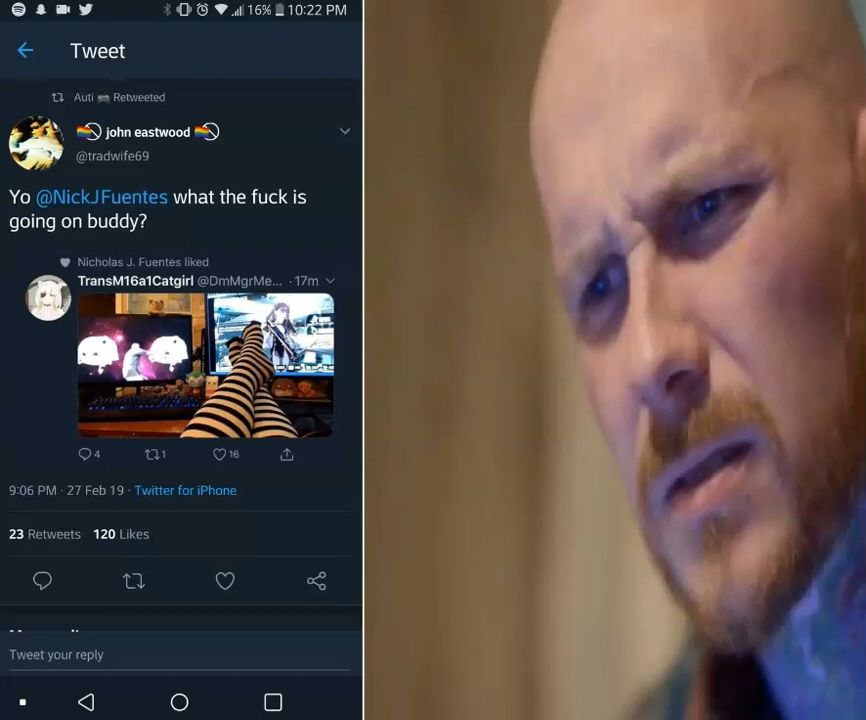 16% 10:22 PM
Tweet
Auti Retweeted
john eastwood
@tradwife69
Yo @NickJFuentes what the fuck is
going on buddy?
Nicholas J. Fuentes liked
TransM16a1Catgirl @DmMgrMe... · 17m
4 1 16
9:06 PM · 27 Feb 19 · Twitter for iPhone
23 Retweets 120 Likes
Tweet your reply